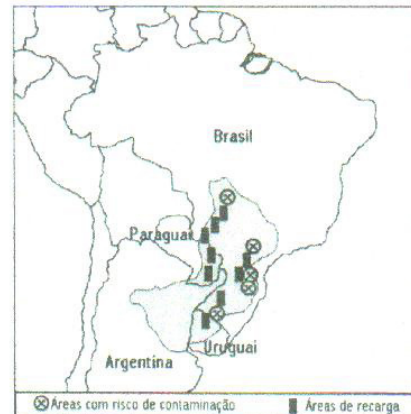 Brasil
Paraguai
Uruguai
Argentina
Áreas com risco de contaminação Áreas de recarga